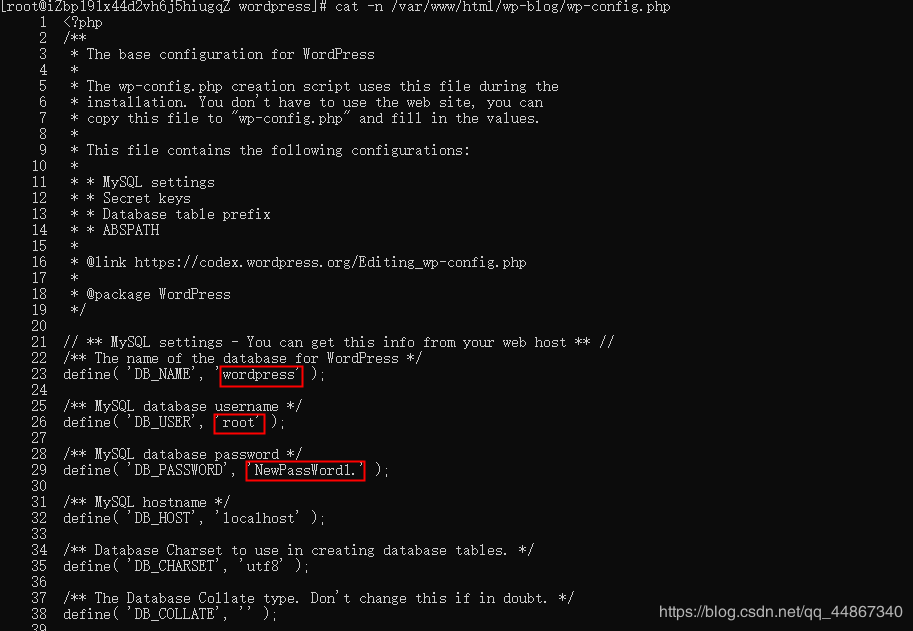 [root@iZbp19lx44d2vh6j5hiugqZ wordpress]# cat -n /var/www/html/wp-blog/wp-config.php
1 <?php
2 /**
3 * The base configuration for WordPress
4 *
5 * The wp-config.php creation script uses this file during the
6 * installation. You don't have to use the web site, you can
7 * copy this file to "wp-config.php" and fill in the values.
8 *
9 * This file contains the following configurations:
10 *
11 * * MySQL settings
12 * * Secret keys
13 * * Database table prefix
14 * * ABSPATH
15 *
16 * @link https://codex.wordpress.org/Editing_wp-config.php
17 *
18 * @package WordPress
19 */
20
21 // ** MySQL settings - You can get this info from your web host ** //
22 /** The name of the database for WordPress */
23 define( 'DB_NAME', 'wordpress' );
24
25 /** MySQL database username */
26 define( 'DB_USER', 'root' );
27
28 /** MySQL database password */
29 define( 'DB_PASSWORD', 'NewPassWord1.' );
30
31 /** MySQL hostname */
32 define( 'DB_HOST', 'localhost' );
33
34 /** Database Charset to use in creating database tables. */
35 define( 'DB_CHARSET', 'utf8' );
36
37 /** The Database Collate type. Don't change this if in doubt. */
38 define( 'DB_COLLATE', '' );
39
https://blog.csdn.net/qq_44867340